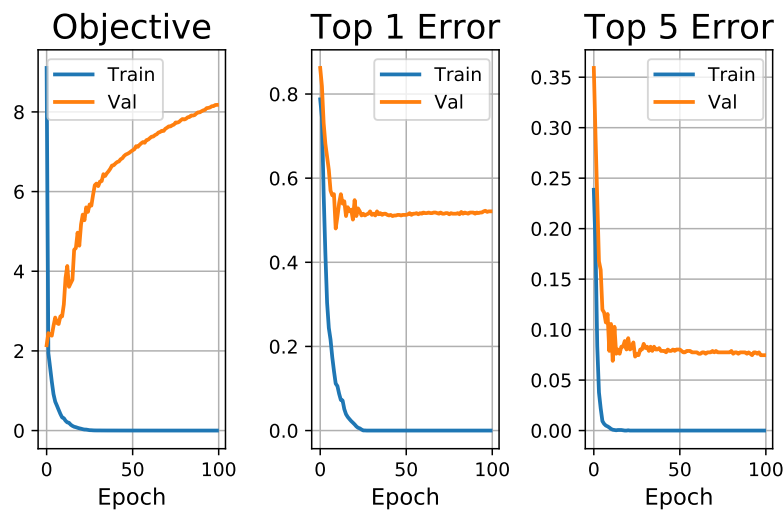 Objective
Train
Val
8
6
4
2
0
0
100
Epoch
Top 1 Error
Train
Val
0.8
0.6
0.4
0.2
0.0
0
50
100
Epoch
Top 5 Error
Train
Val
0.35
0.30
0.25
0.20
0.15
0.10
0.05
0.00
0
50
100
Epoch